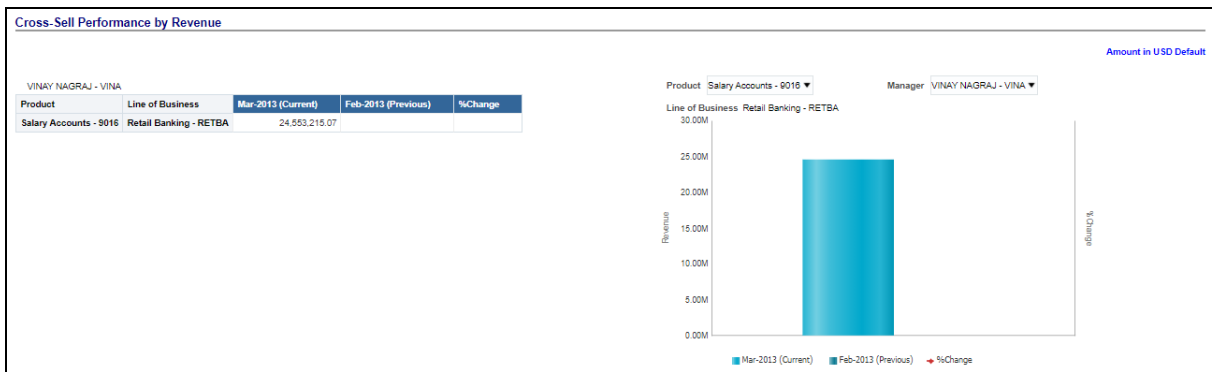 Cross-Sell Performance by Revenue
Amount in USD Default
VINAY NAGRAJ - VINA
Product Line of Business Mar-2013 (Current) Feb-2013 (Previous) %Change
Salary Accounts - 9016 Retail Banking - RETBA 24,553,215.07
Product Salary Accounts - 9016 Manager VINAY NAGRAJ - VINA
Line of Business Retail Banking - RETBA
30.00M
25.00M
20.00M
15.00M
10.00M
5.00M
0.00M
Revenue
%Change
Mar-2013 (Current) Feb-2013 (Previous) %Change